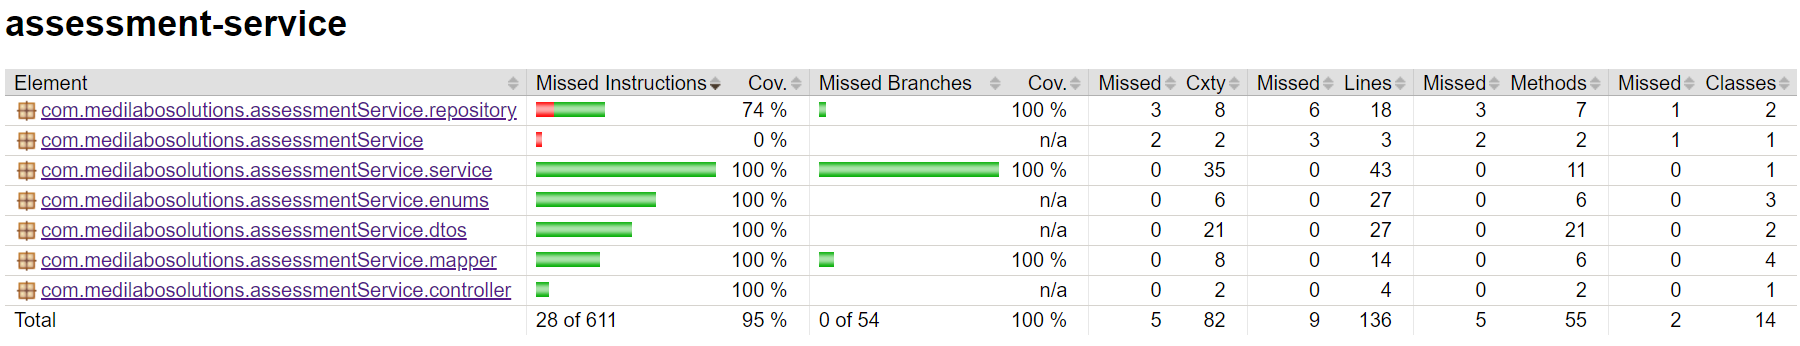 assessment-service
Element Missed Instructions Cov. Missed Branches Cov. Missed Cxty Missed Lines Missed Methods Missed Classes
com.medilabosolutions.assessmentService.repository 74 % 100 % 3 8 6 18 3 7 1 2
com.medilabosolutions.assessmentService 0 % n/a 2 2 3 3 2 2 1 1
com.medilabosolutions.assessmentService.service 100 % 100 % 0 35 0 43 0 11 0 1
com.medilabosolutions.assessmentService.enums 100 % n/a 0 6 0 27 0 6 0 3
com.medilabosolutions.assessmentService.dtos 100 % n/a 0 21 0 27 0 21 0 2
com.medilabosolutions.assessmentService.mapper 100 % 100 % 0 8 0 14 0 6 0 4
com.medilabosolutions.assessmentService.controller 100 % n/a 0 2 0 4 0 2 0 1
Total 28 of 611 95 % 0 of 54 100 % 5 82 9 136 5 55 2 14